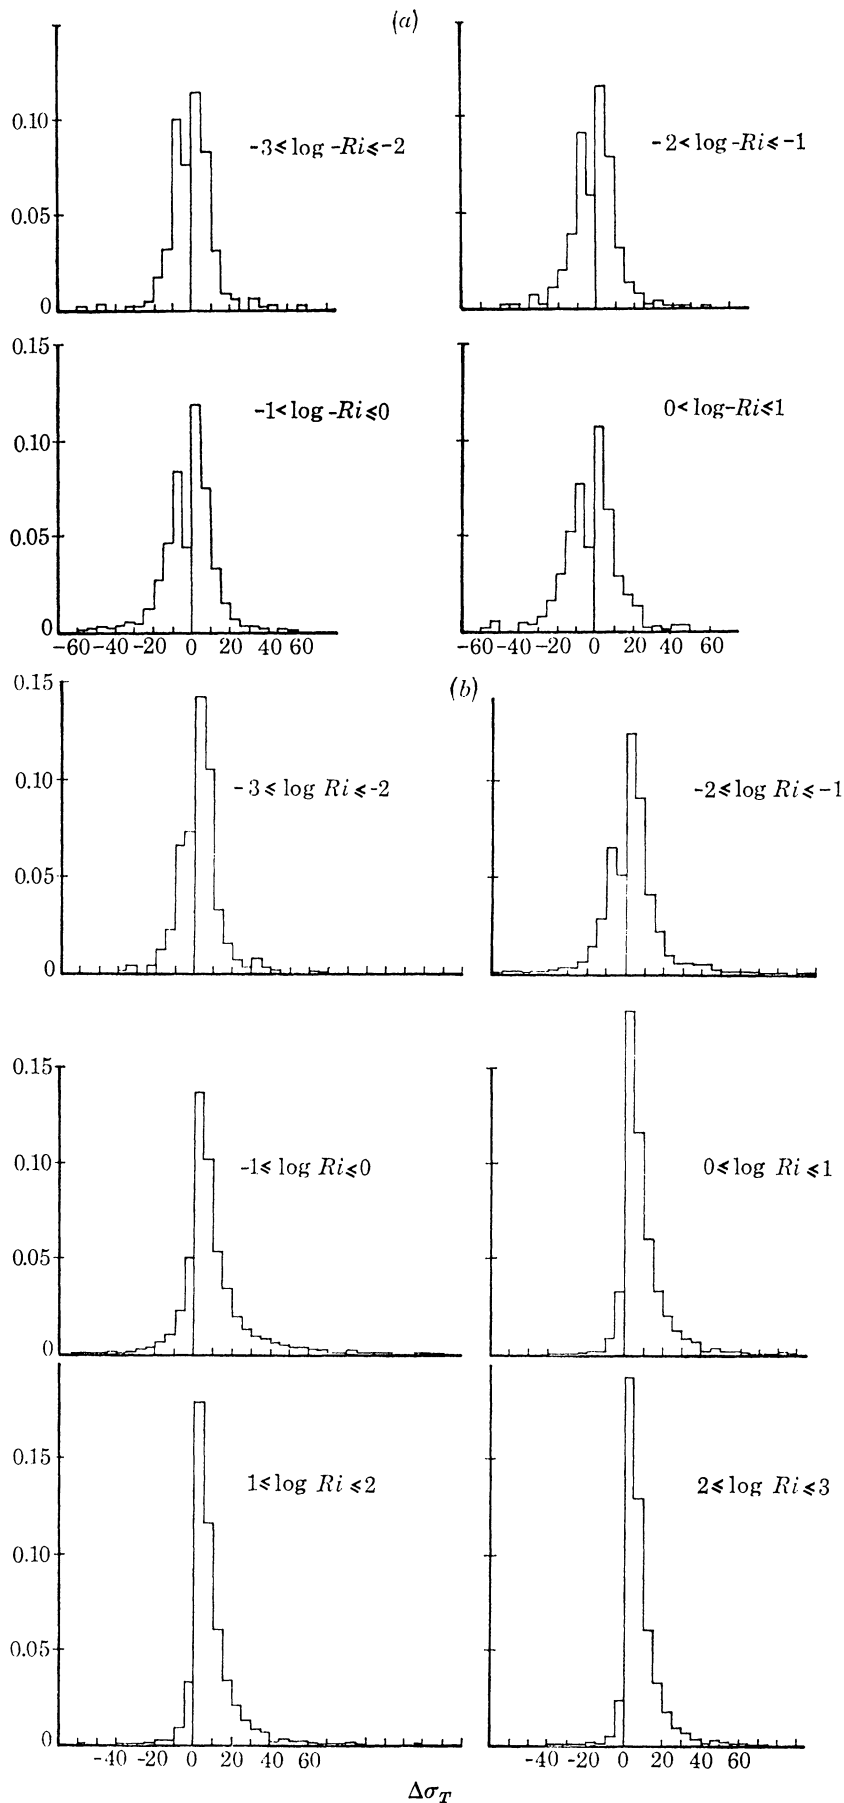 (a)
0.10
0.05
0
-3≤log -Ri≤-2
-2<log -Ri≤-1
0.15
0.10
0.05
0
-1<log -Ri≤0
0<log-Ri≤1
-60 -40 -20 0 20 40 60
-60 -40 -20 0 20 40 60
(b)
0.15
0.10
0.05
0
-3≤log Ri≤-2
-2≤log Ri≤-1
0.15
0.10
0.05
0
-1≤log Ri≤0
0≤log Ri≤1
0.15
0.10
0.05
0
1≤log Ri≤2
2≤log Ri≤3
-40 -20 0 20 40 60
-40 -20 0 20 40 60
Δσ_T